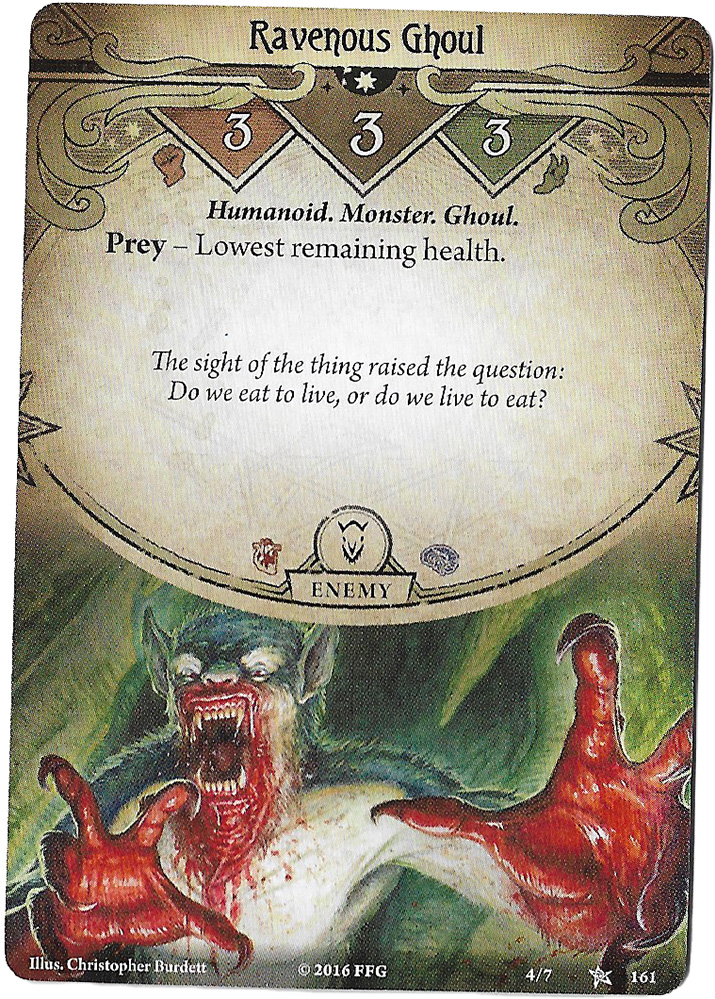 Ravenous Ghoul
3 3 3
Humanoid. Monster. Ghoul.
Prey – Lowest remaining health.
The sight of the thing raised the question:
Do we eat to live, or do we live to eat?
ENEMY
Illus. Christopher Burdett © 2016 FFG 4/7 161